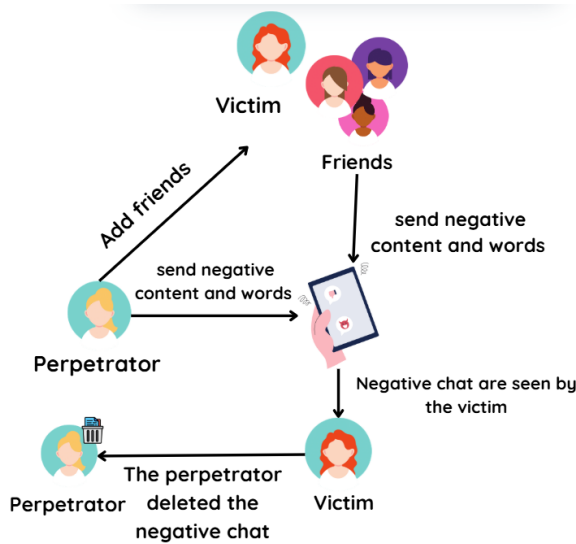 Victim
Friends
Add friends
send negative
content and words
send negative
content and words
Perpetrator
Negative chat are seen by
the victim
The perpetrator
deleted the
negative chat
Perpetrator
Victim